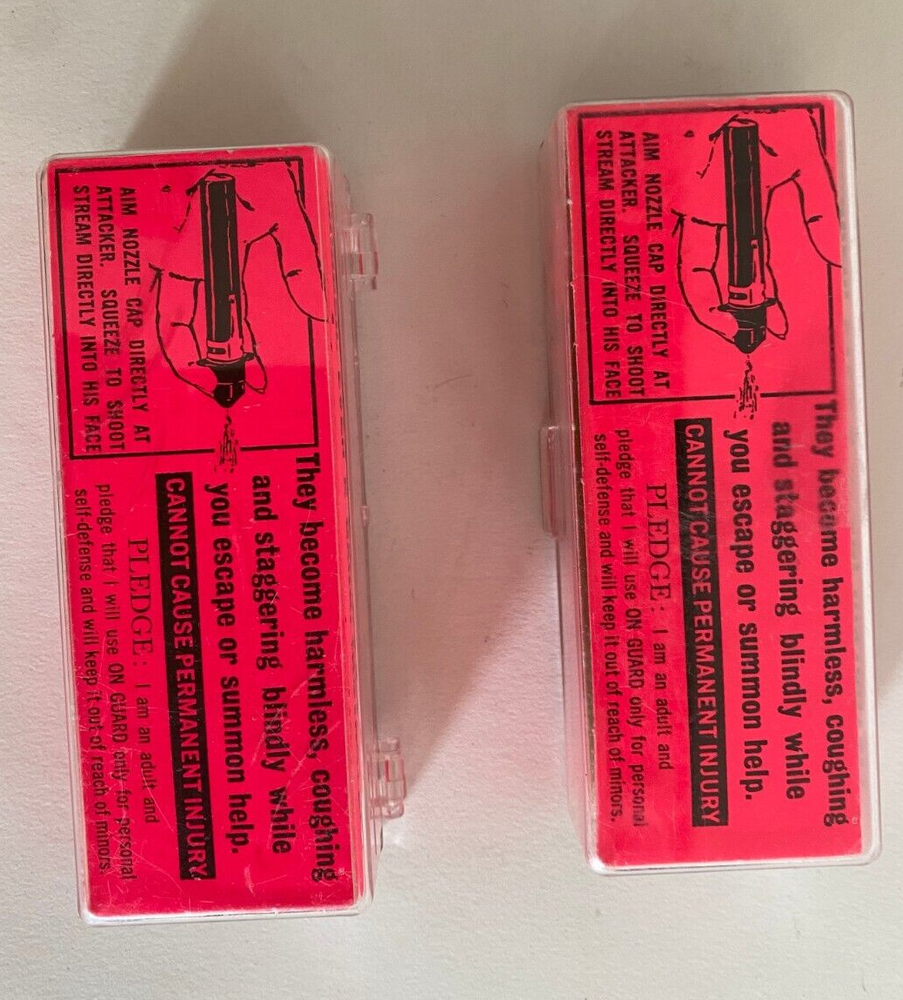 AIM NOZZLE CAP DIRECTLY AT
ATTACKER. SQUEEZE TO SHOOT
STREAM DIRECTLY INTO HIS FACE
They become harmless, coughing
and staggering blindly while
you escape or summon help.
CANNOT CAUSE PERMANENT INJURY
PLEDGE: I am an adult and
pledge that I will use ON GUARD only for personal
self-defense and will keep it out of reach of minors.
AIM NOZZLE CAP DIRECTLY AT
ATTACKER. SQUEEZE TO SHOOT
STREAM DIRECTLY INTO HIS FACE
They become harmless, coughing
and staggering blindly while
you escape or summon help.
CANNOT CAUSE PERMANENT INJURY
PLEDGE: I am an adult and
pledge that I will use ON GUARD only for personal
self-defense and will keep it out of reach of minors.